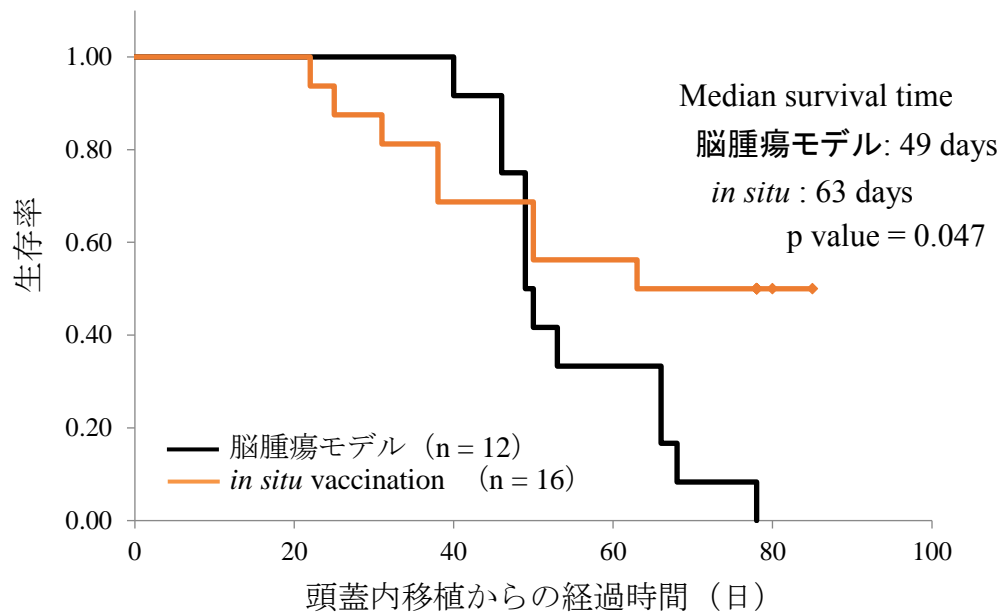 1.00
0.80
0.60
0.40
0.20
0.00
生存率
Median survival time
脳腫瘍モデル: 49 days
in situ : 63 days
p value = 0.047
脳腫瘍モデル（n = 12）
in situ vaccination （n = 16）
0 20 40 60 80 100
頭蓋内移植からの経過時間（日）